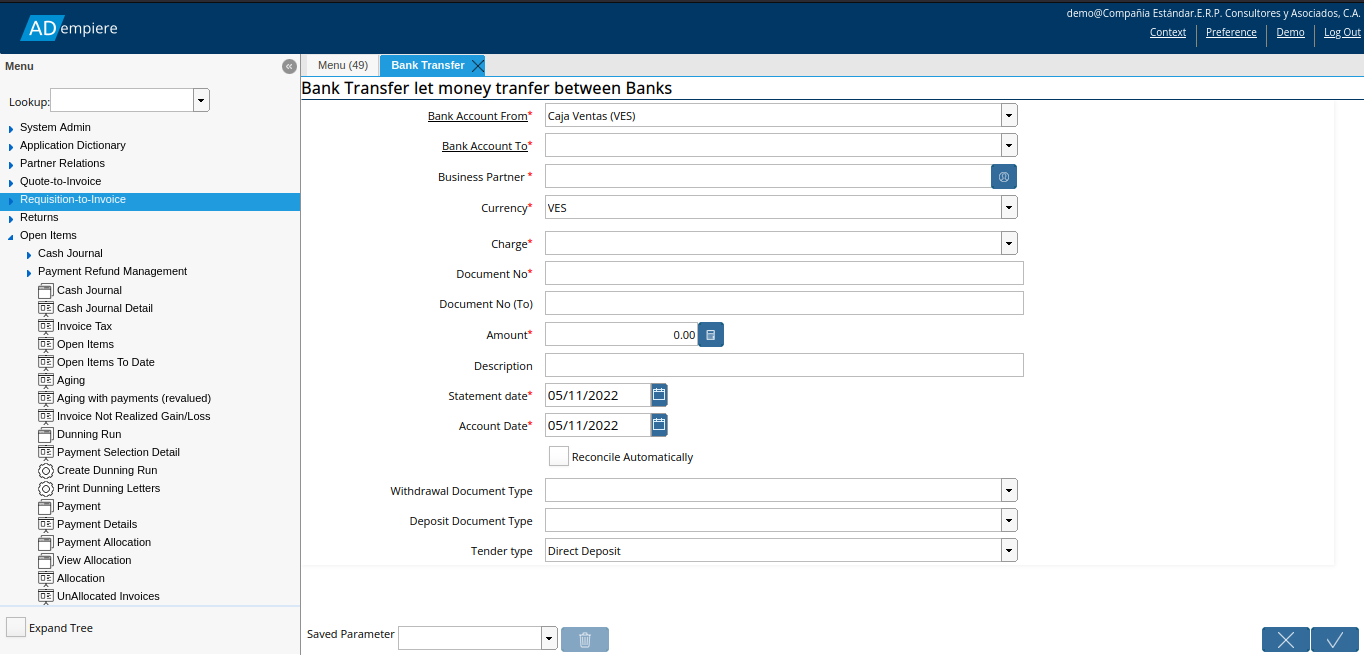 demo@Compañía Estándar.E.R.P. Consultores y Asociados, C.A.
ADempiere
Context Preference Demo Log Out
Menu
Menu (49) Bank Transfer
Bank Transfer let money tranfer between Banks
Lookup:
System Admin
Application Dictionary
Partner Relations
Quote-to-Invoice
Requisition-to-Invoice
Returns
Open Items
Cash Journal
Payment Refund Management
Cash Journal
Cash Journal Detail
Invoice Tax
Open Items
Open Items To Date
Aging
Aging with payments (revalued)
Invoice Not Realized Gain/Loss
Dunning Run
Payment Selection Detail
Create Dunning Run
Print Dunning Letters
Payment
Payment Details
Payment Allocation
View Allocation
Allocation
UnAllocated Invoices
Expand Tree
Bank Account From* Caja Ventas (VES)
Bank Account To*
Business Partner *
Currency* VES
Charge*
Document No*
Document No (To)
Amount* 0.00
Description
Statement date* 05/11/2022
Account Date* 05/11/2022
Reconcile Automatically
Withdrawal Document Type
Deposit Document Type
Tender type Direct Deposit
Saved Parameter